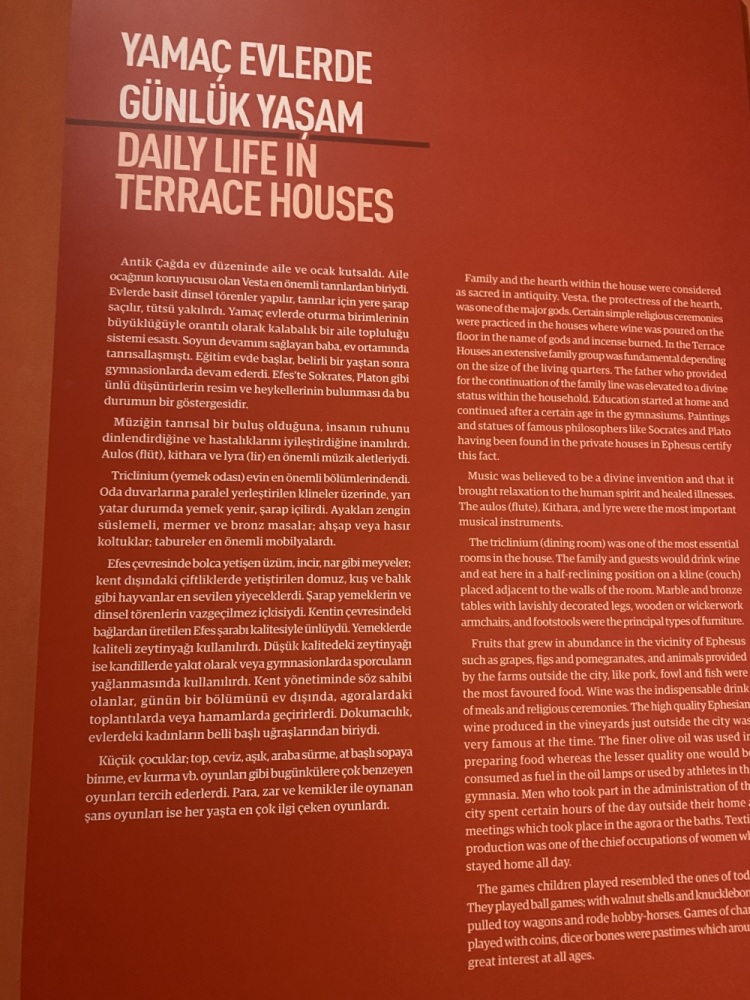 YAMAÇ EVLERDE
GÜNLÜK YAŞAM
DAILY LIFE IN
TERRACE HOUSES
Antik Çağda ev düzeninde aile ve ocak kutsaldı. Aile
ocağının koruyucusu olan Vesta en önemli tanrılardan biriydi.
Evlerde basit dinsel törenler yapılır, tanrılar için yere şarap
saçılır, tütsü yakılırdı. Yamaç evlerde oturma birimlerinin
büyüklüğüyle orantılı olarak kalabalık bir aile topluluğu
sistemi esastı. Soyun devamını sağlayan baba, ev ortamında
tanrısallaşmıştı. Eğitim evde başlar, belirli bir yaştan sonra
gymnasionlarda devam ederdi. Efes'te Sokrates, Platon gibi
ünlü düşünürlerin resim ve heykellerinin bulunması da bu
durumun bir göstergesidir.
Müziğin tanrısal bir buluş olduğuna, insanın ruhunu
dinlendirdiğine ve hastalıklarını iyileştirdiğine inanılırdı.
Aulos (flüt), kithara ve lyra (lir) en önemli müzik aletleriydi.
Triclinium (yemek odası) evin en önemli bölümlerindendi.
Oda duvarlarına paralel yerleştirilen klineler üzerinde, yarı
yatar durumda yemek yenir, şarap içilirdi. Ayakları zengin
süslemeli, mermer ve bronz masalar; ahşap veya hasır
koltuklar; tabureler en önemli mobilyalardı.
Efes çevresinde bolca yetişen üzüm, incir, nar gibi meyveler;
kent dışındaki çiftliklerde yetiştirilen domuz, kuş ve balık
gibi hayvanlar en sevilen yiyeceklerdi. Şarap yemeklerin ve
dinsel törenlerin vazgeçilmez içkisiydi. Kentin çevresindeki
bağlardan üretilen Efes şarabı kalitesiyle ünlüydü. Yemeklerde
kaliteli zeytinyağı kullanılırdı. Düşük kalitedeki zeytinyağı
ise kandillerde yakıt olarak veya gymnasionlarda sporcuların
yağlanmasında kullanılırdı. Kent yönetiminde söz sahibi
olanlar, günün bir bölümünü ev dışında, agoralardaki
toplantılarda veya hamamlarda geçirirlerdi. Dokumacılık,
evlerdeki kadınların belli başlı uğraşlarından biriydi.
Küçük çocuklar; top, ceviz, aşık, araba sürme, at başlı sopaya
binme, ev kurma vb. oyunları gibi bugünkülere çok benzeyen
oyunları tercih ederlerdi. Para, zar ve kemikler ile oynanan
şans oyunları ise her yaşta en çok ilgi çeken oyunlardı.
Family and the hearth within the house were considered
as sacred in antiquity. Vesta, the protectress of the hearth,
was one of the major gods. Certain simple religious ceremonies
were practiced in the houses where wine was poured on the
floor in the name of gods and incense burned. In the Terrace
Houses an extensive family group was fundamental depending
on the size of the living quarters. The father who provided
for the continuation of the family line was elevated to a divine
status within the household. Education started at home and
continued after a certain age in the gymnasiums. Paintings
and statues of famous philosophers like Socrates and Plato
having been found in the private houses in Ephesus certify
this fact.
Music was believed to be a divine invention and that it
brought relaxation to the human spirit and healed illnesses.
The aulos (flute), Kithara, and lyre were the most important
musical instruments.
The triclinium (dining room) was one of the most essential
rooms in the house. The family and guests would drink wine
and eat here in a half-reclining position on a kline (couch)
placed adjacent to the walls of the room. Marble and bronze
tables with lavishly decorated legs, wooden or wickerwork
armchairs, and footstools were the principal types of furniture.
Fruits that grew in abundance in the vicinity of Ephesus
such as grapes, figs and pomegranates, and animals provided
by the farms outside the city, like pork, fowl and fish were
the most favoured food. Wine was the indispensable drink
of meals and religious ceremonies. The high quality Ephesian
wine produced in the vineyards just outside the city was
very famous at the time. The finer olive oil was used in
preparing food whereas the lesser quality one would be
consumed as fuel in the oil lamps or used by athletes in th
gymnasia. Men who took part in the administration of th
city spent certain hours of the day outside their home
meetings which took place in the agora or the baths. Texti
production was one of the chief occupations of women wh
stayed home all day.
The games children played resembled the ones of tod
They played ball games; with walnut shells and knucklebon
pulled toy wagons and rode hobby-horses. Games of chan
played with coins, dice or bones were pastimes which arou
great interest at all ages.